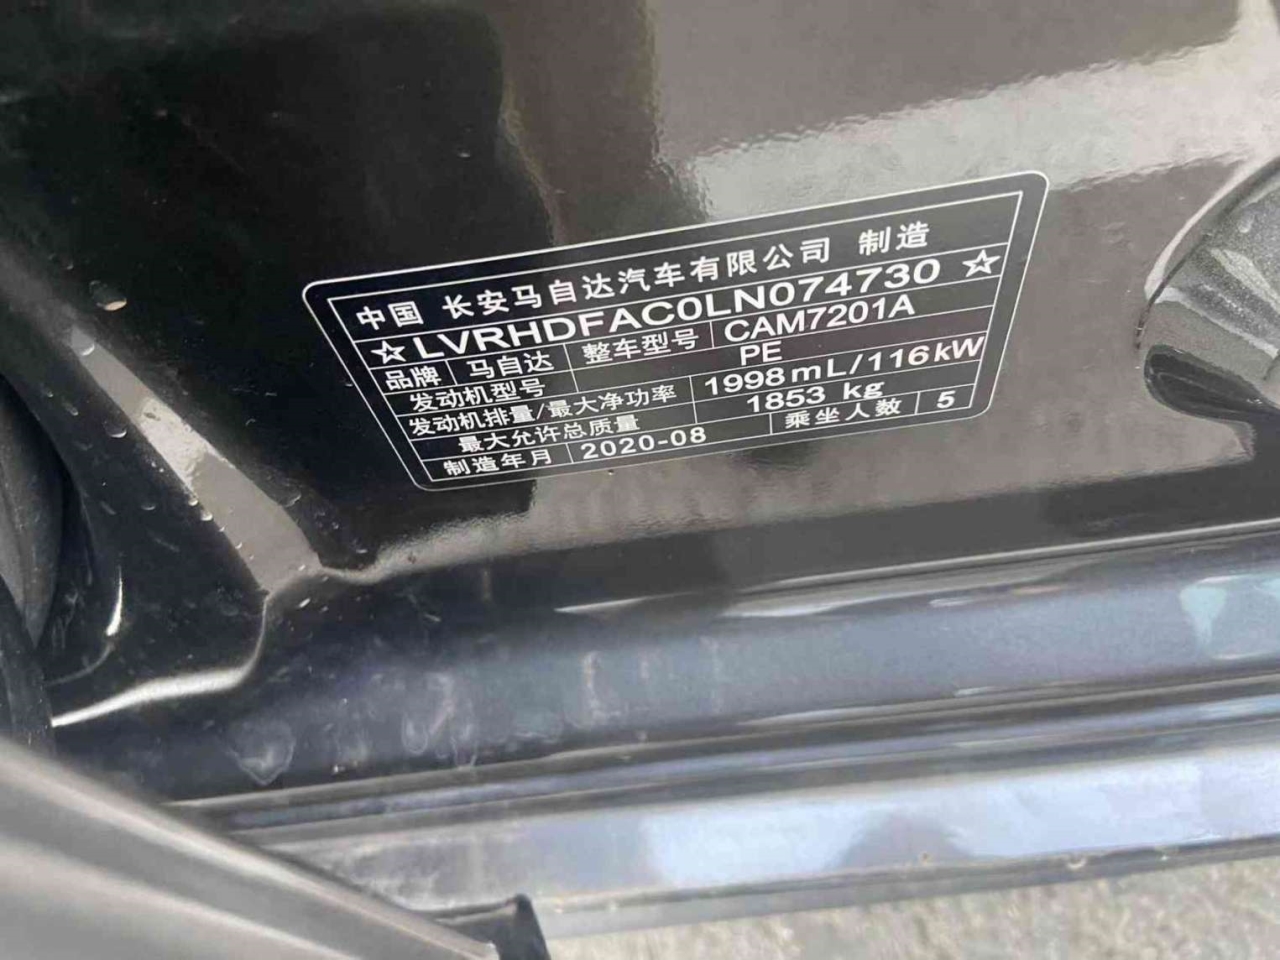 中国 长安马自达汽车有限公司 制造
☆LVRHDFAC0LN074730☆
品牌 马自达 整车型号 CAM7201A
发动机型号 PE
发动机排量/最大净功率 1998mL/116kW
最大允许总质量 1853 kg
制造年月 2020-08 乘坐人数 5